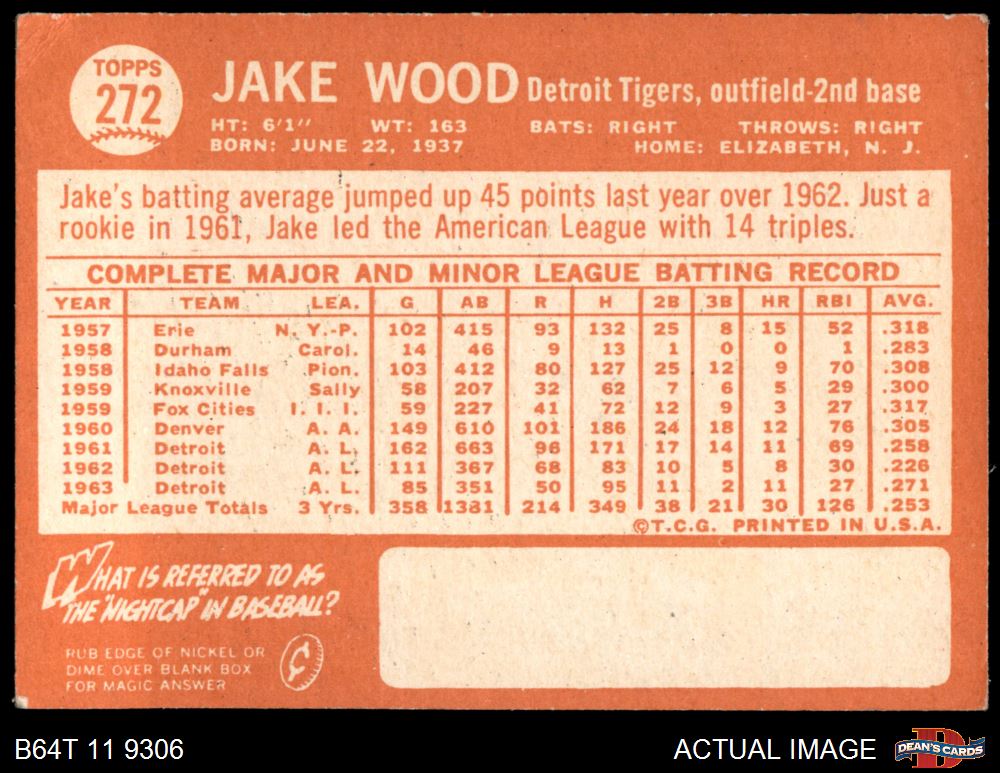 TOPPS
272
JAKE WOOD Detroit Tigers, outfield-2nd base
HT: 6'1" WT: 163 BATS: RIGHT THROWS: RIGHT
BORN: JUNE 22, 1937 HOME: ELIZABETH, N. J.
Jake's batting average jumped up 45 points last year over 1962. Just a
rookie in 1961, Jake led the American League with 14 triples.
COMPLETE MAJOR AND MINOR LEAGUE BATTING RECORD
YEAR TEAM LEA. G AB R H 2B 3B HR RBI AVG.
1957 Erie N. Y.-P. 102 415 93 132 25 8 15 52 .318
1958 Durham Carol. 14 46 9 13 1 0 0 1 .283
1958 Idaho Falls Pion. 103 412 80 127 25 12 9 70 .308
1959 Knoxville Sally 58 207 32 62 7 6 5 29 .300
1959 Fox Cities I. I. I. 59 227 41 72 12 9 3 27 .317
1960 Denver A. A. 149 610 101 186 24 18 12 76 .305
1961 Detroit A. L. 162 663 96 171 17 14 11 69 .258
1962 Detroit A. L. 111 367 68 83 10 5 8 30 .226
1963 Detroit A. L. 85 351 50 95 11 2 11 27 .271
Major League Totals 3 Yrs. 358 1381 214 349 38 21 30 126 .253
©T.C.G. PRINTED IN U.S.A.
WHAT IS REFERRED TO AS
THE "NIGHTCAP" IN BASEBALL?
RUB EDGE OF NICKEL OR
DIME OVER BLANK BOX
FOR MAGIC ANSWER
B64T 11 9306 ACTUAL IMAGE DEAN'S CARDS